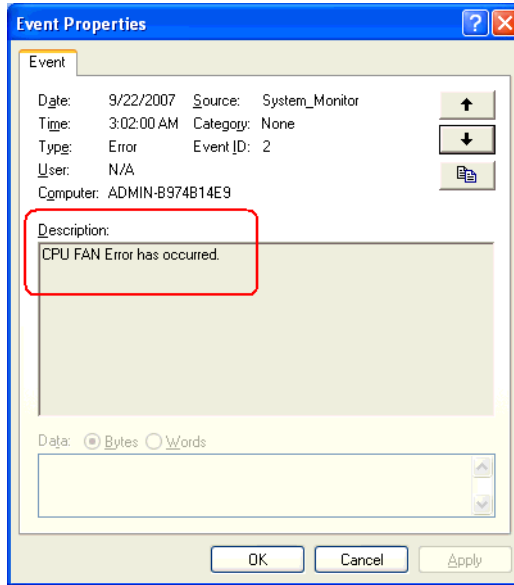 Event Properties
Event
Date: 9/22/2007 Source: System_Monitor
Time: 3:02:00 AM Category: None
Type: Error Event ID: 2
User: N/A
Computer: ADMIN-B974B14E9
Description:
CPU FAN Error has occurred.
Data: Bytes Words
OK Cancel Apply